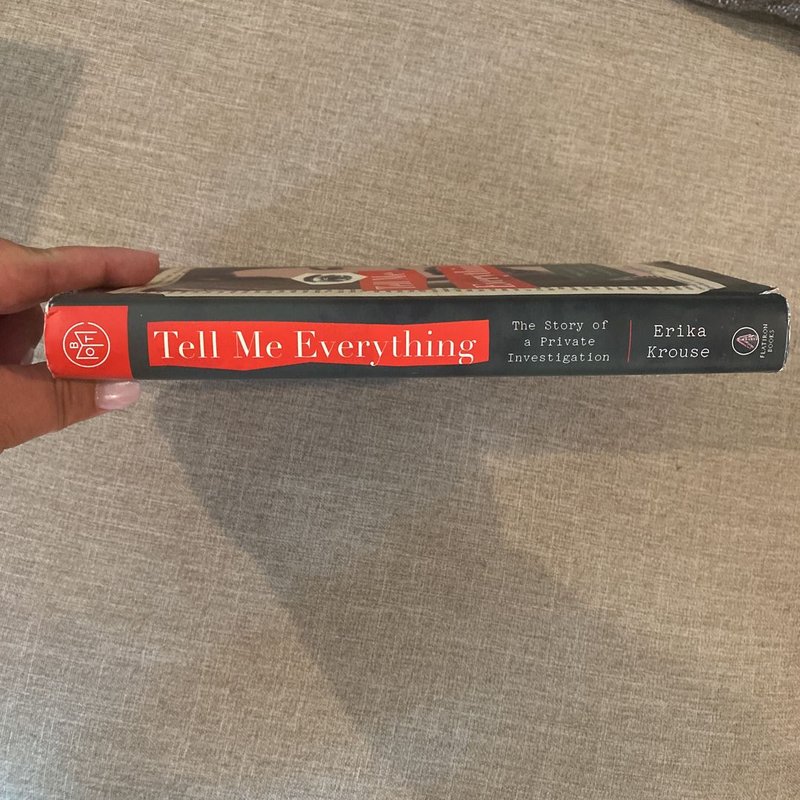 BOTM
Tell Me Everything
The Story of
a Private
Investigation
Erika
Krouse
FLATIRON
BOOKS